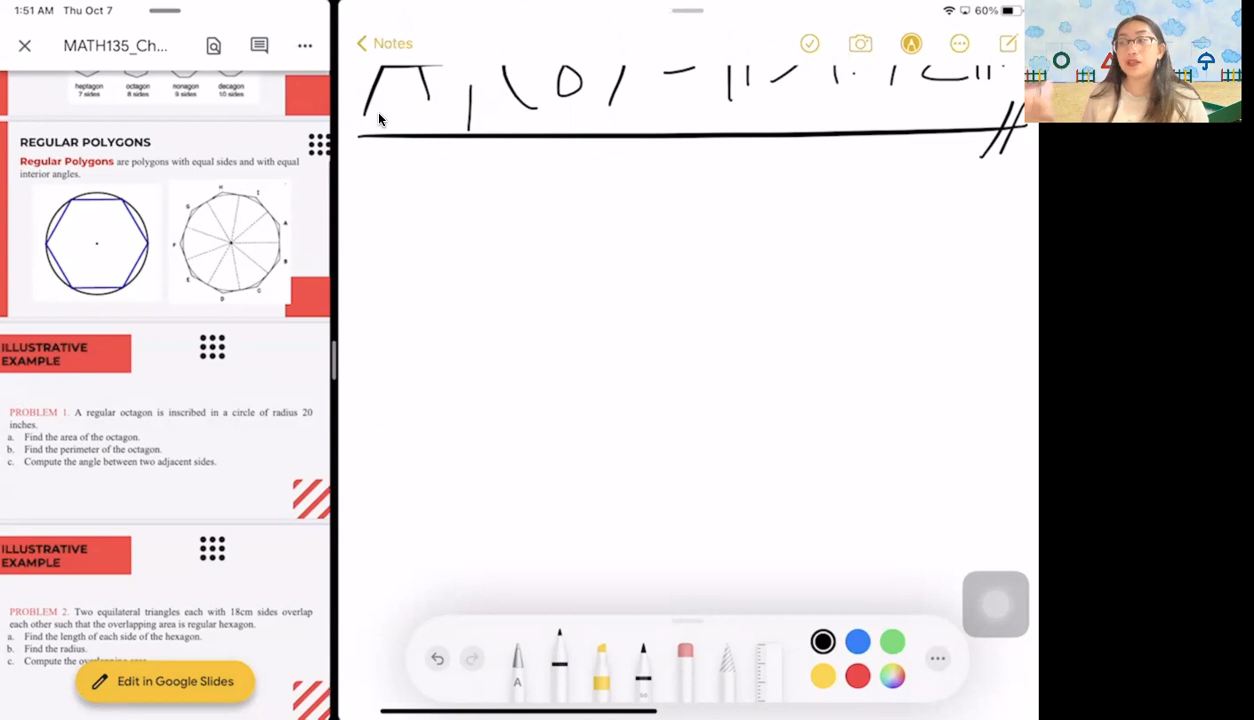 1:51 AM Thu Oct 7
60%
MATH135_Ch...
Notes
heptagon octagon nonagon decagon
7 sides 8 sides 9 sides 10 sides
REGULAR POLYGONS
Regular Polygons are polygons with equal sides and with equal
interior angles.
H
I
G
A
F
B
E
C
D
ILLUSTRATIVE
EXAMPLE
PROBLEM 1. A regular octagon is inscribed in a circle of radius 20
inches.
a. Find the area of the octagon.
b. Find the perimeter of the octagon.
c. Compute the angle between two adjacent sides.
ILLUSTRATIVE
EXAMPLE
PROBLEM 2. Two equilateral triangles each with 18cm sides overlap
each other such that the overlapping area is regular hexagon.
a. Find the length of each side of the hexagon.
b. Find the radius.
c. Compute the
Edit in Google Slides
A
50